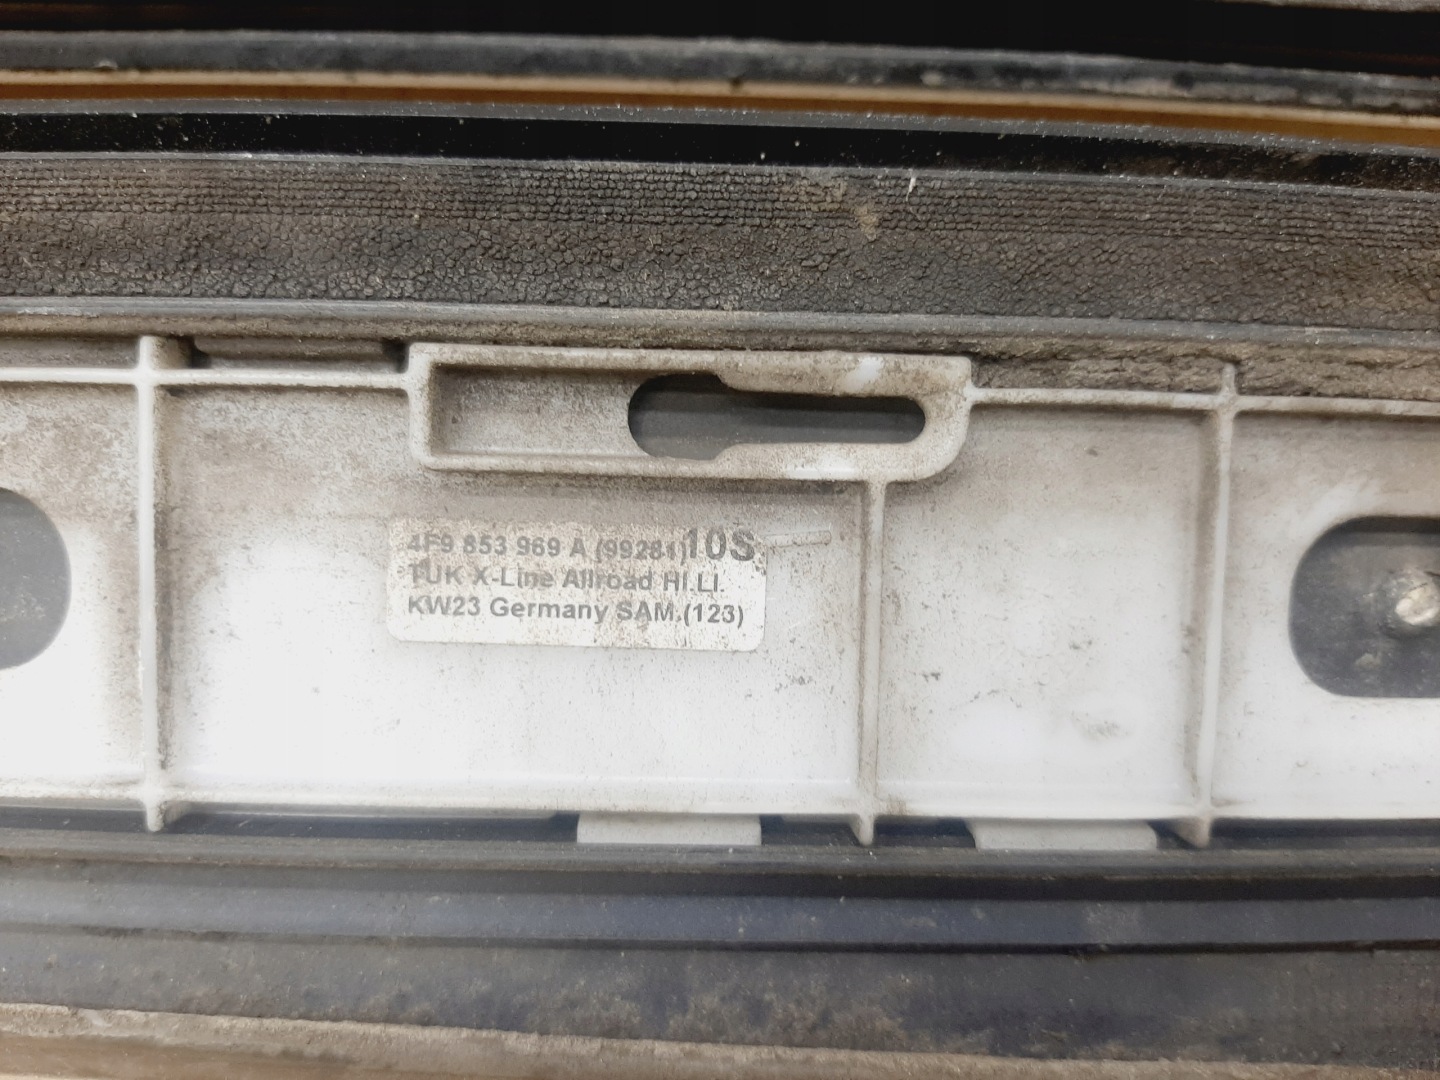 4F9 853 969 A (99281)10S
TUK X-Line Allroad HI.LI.
KW23 Germany SAM.(123)